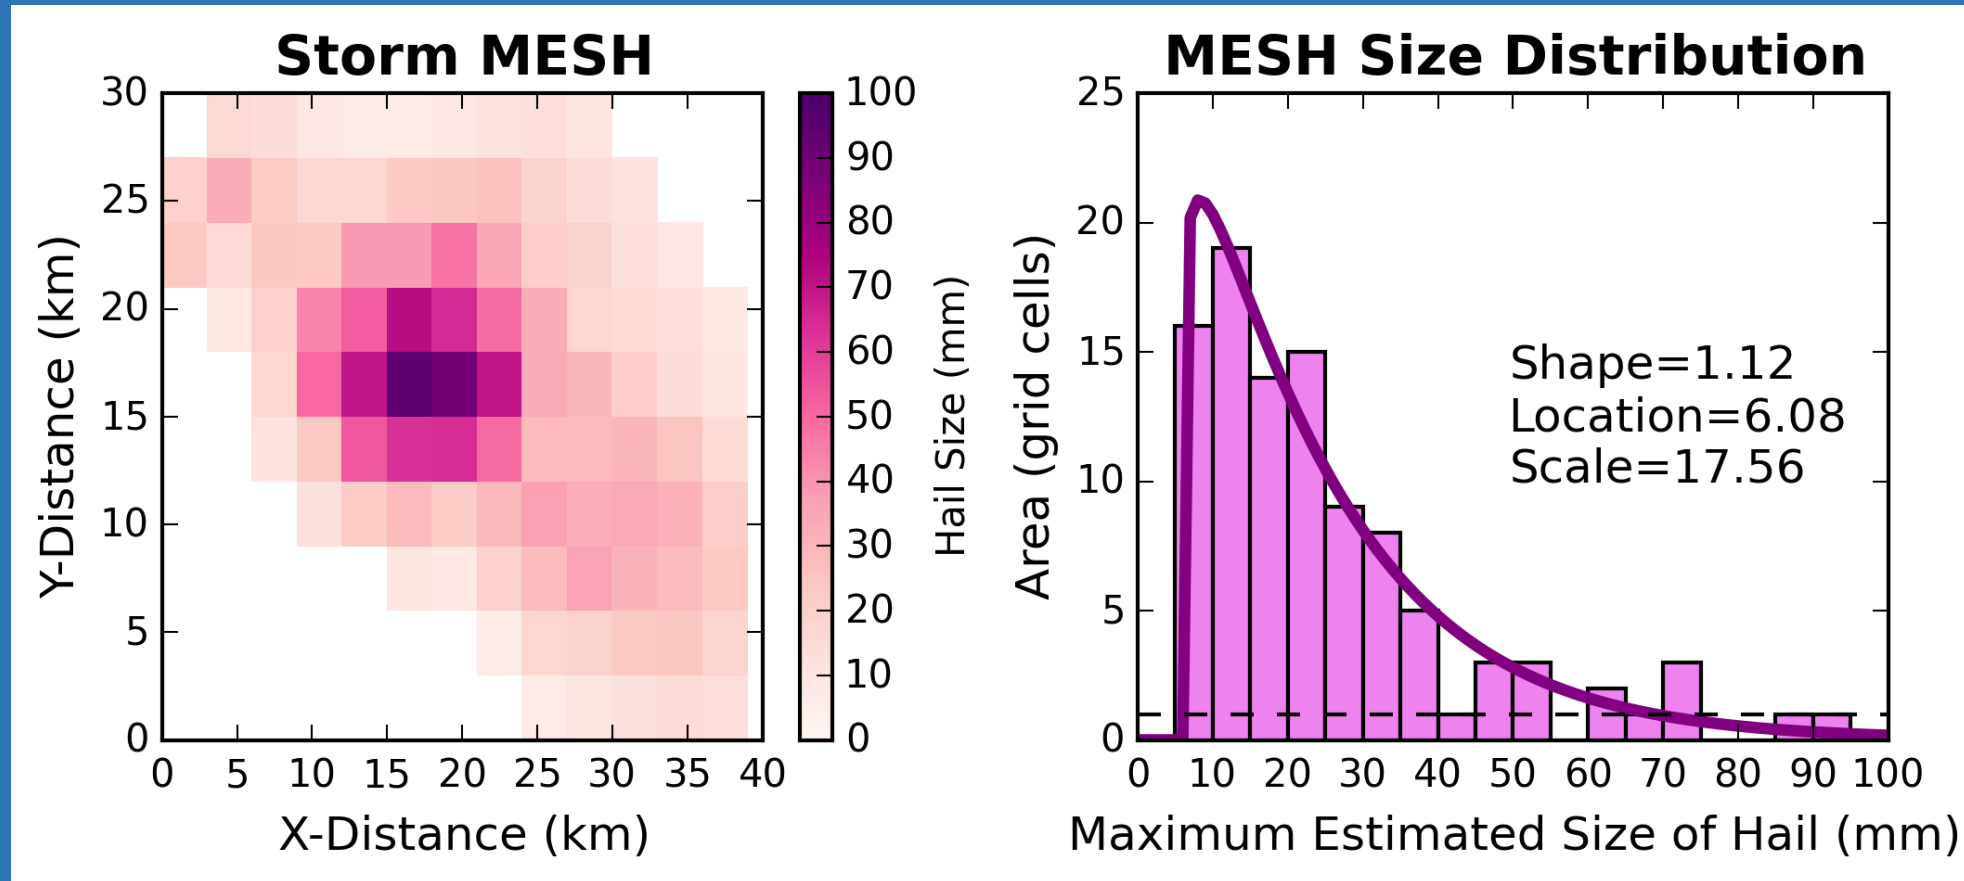 Storm MESH
30
25
20
15
10
5
0
Y-Distance (km)
0 5 10 15 20 25 30 35 40
X-Distance (km)
100
90
80
70
60
50
40
30
20
10
0
Hail Size (mm)
MESH Size Distribution
25
20
15
10
5
0
Area (grid cells)
Shape=1.12
Location=6.08
Scale=17.56
0 10 20 30 40 50 60 70 80 90 100
Maximum Estimated Size of Hail (mm)